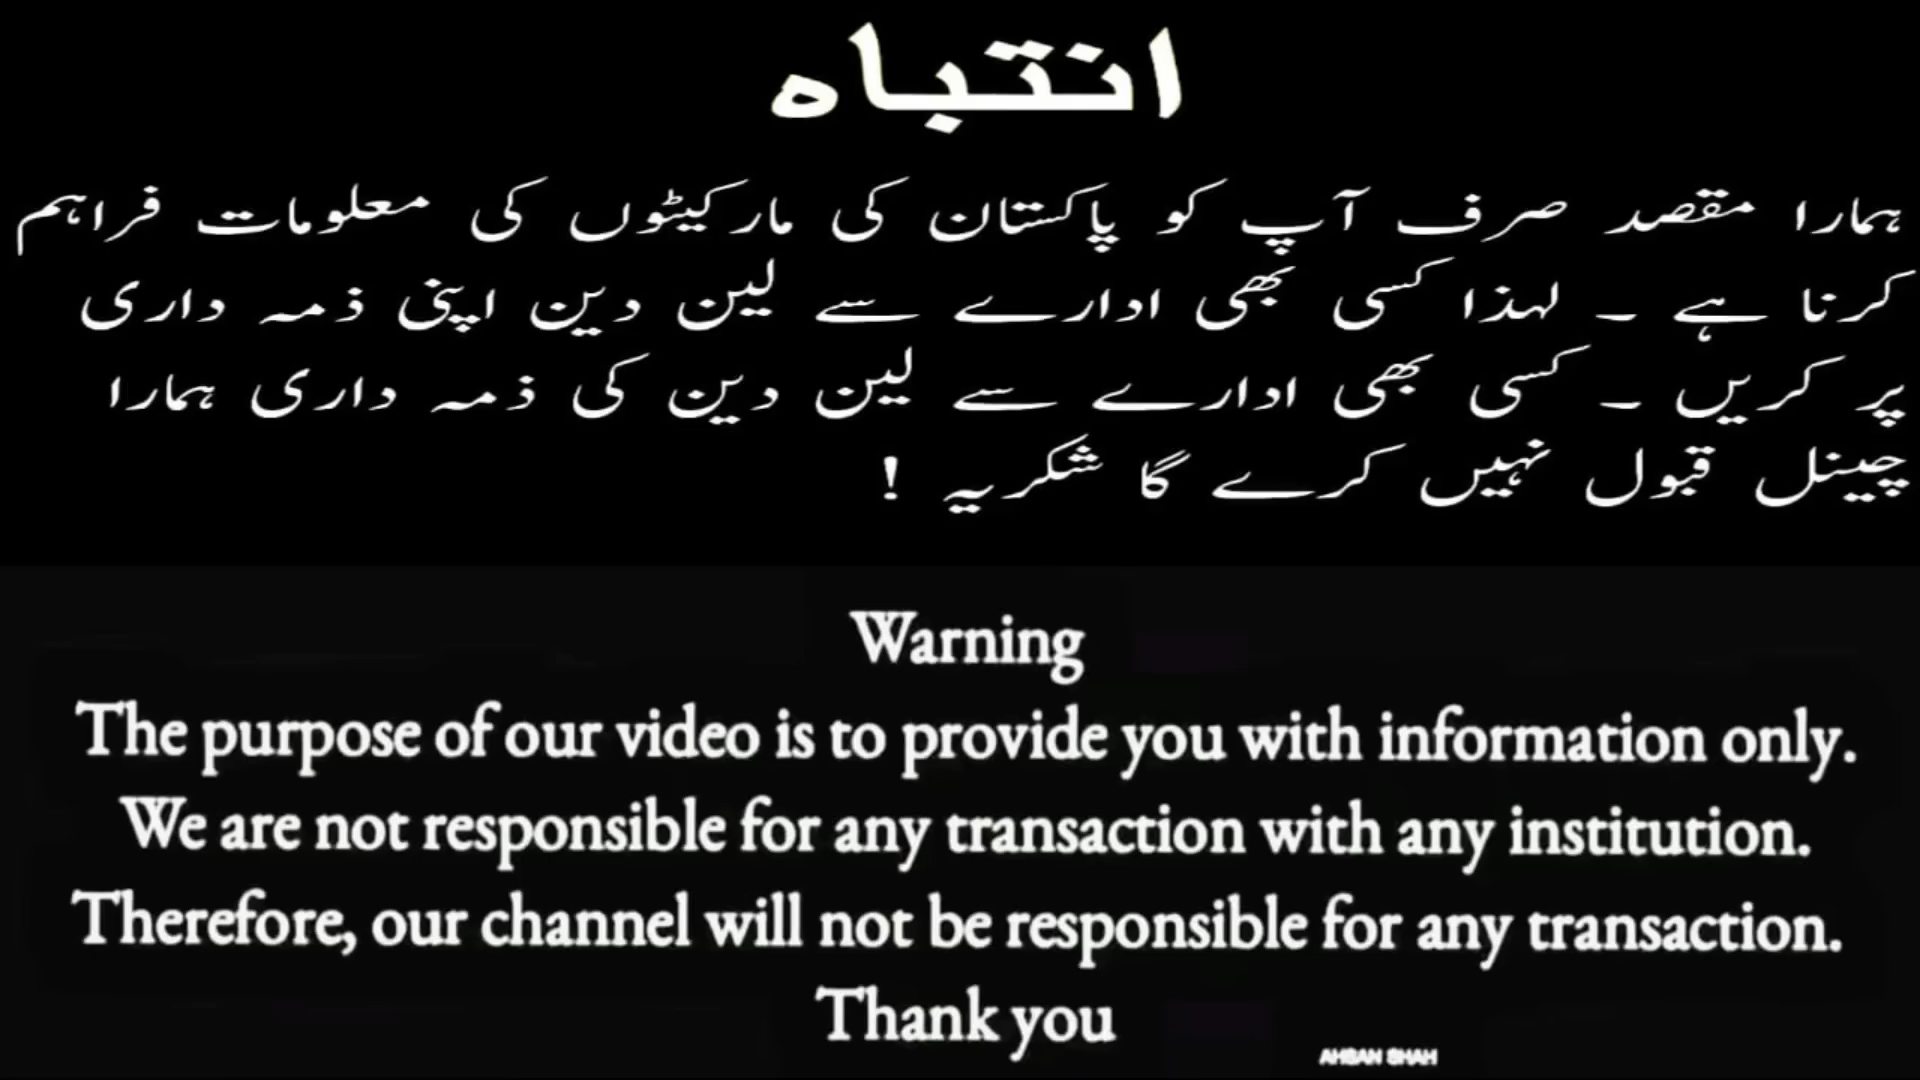 انتباہ
ہمارا مقصد صرف آپ کو پاکستان کی مارکیٹوں کی معلومات فراہم
کرنا ہے ۔ لہذا کسی بھی ادارے سے لین دین اپنی ذمہ داری
پر کریں ۔ کسی بھی ادارے سے لین دین کی ذمہ داری ہمارا
چینل قبول نہیں کرے گا شکریہ !
Warning
The purpose of our video is to provide you with information only.
We are not responsible for any transaction with any institution.
Therefore, our channel will not be responsible for any transaction.
Thank you
AHSAN SHAH